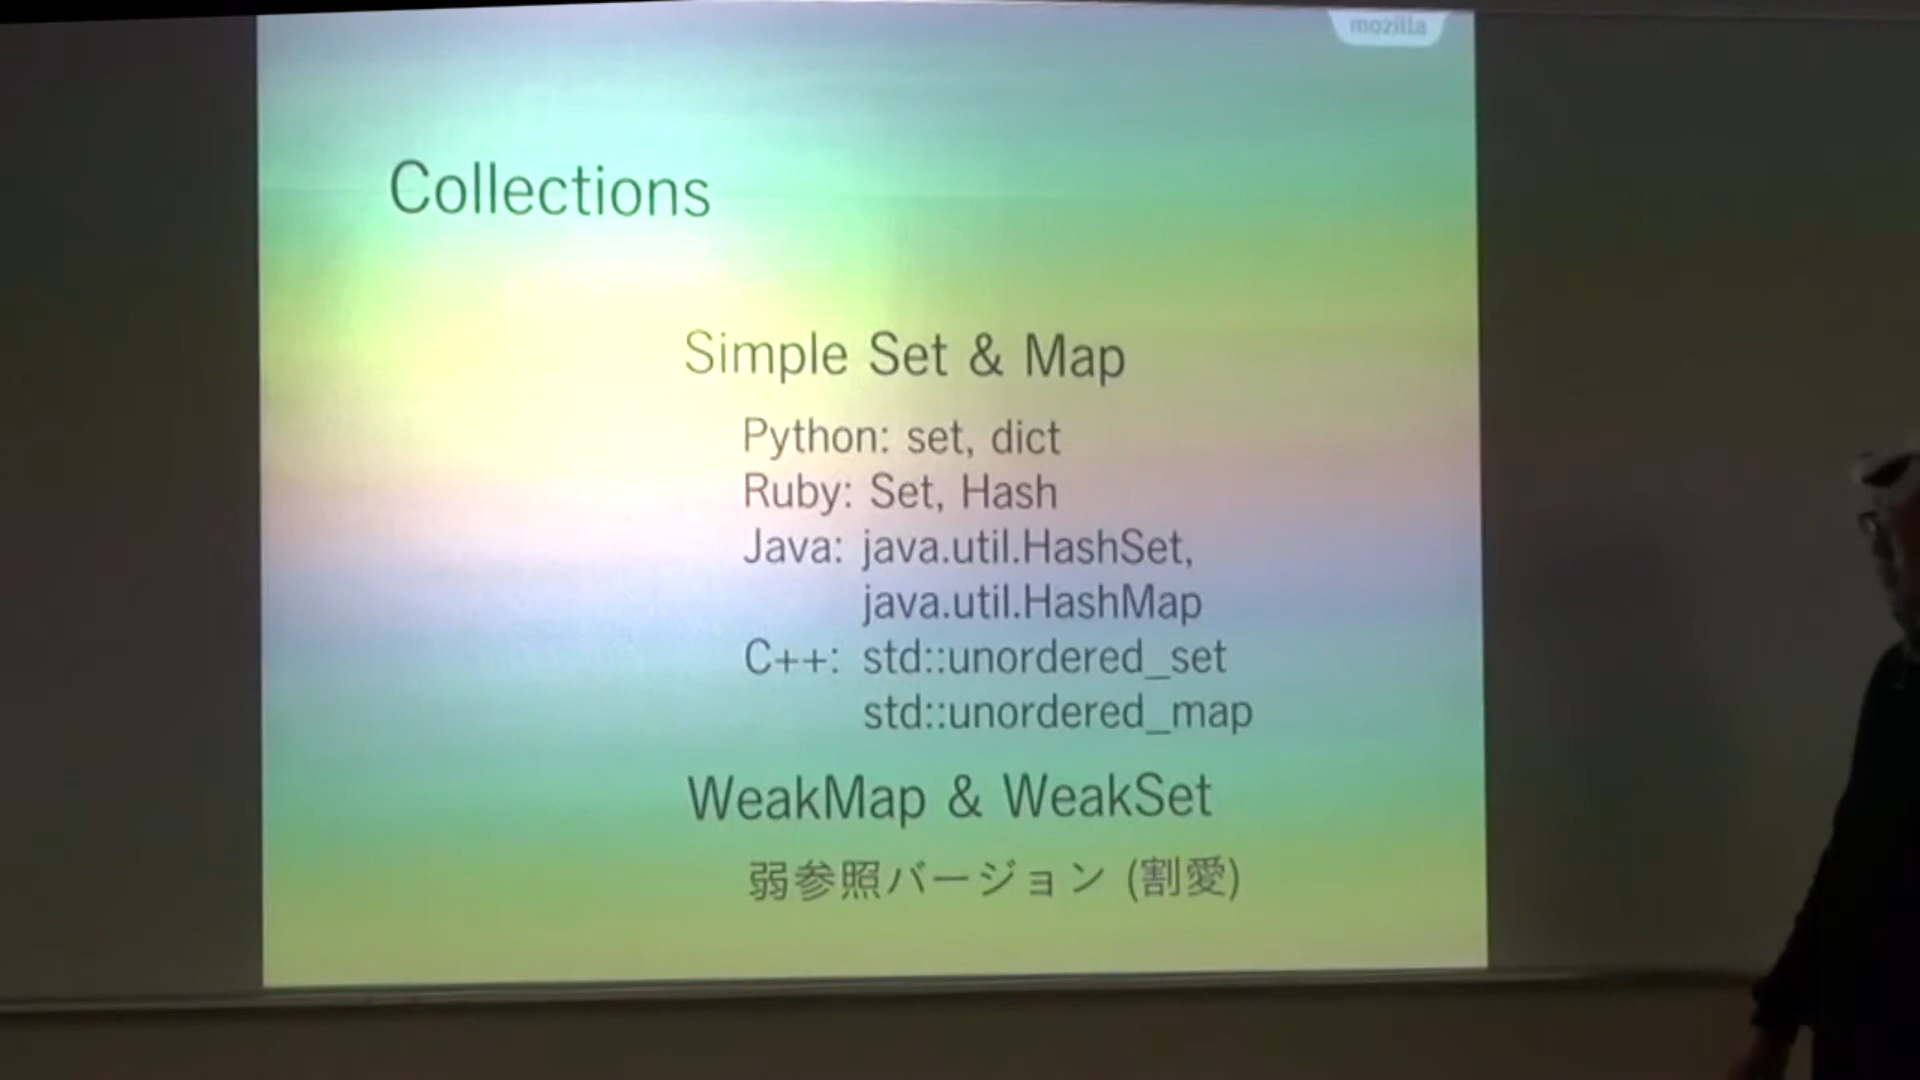 mozilla
Collections
Simple Set & Map
Python: set, dict
Ruby: Set, Hash
Java: java.util.HashSet,
java.util.HashMap
C++: std::unordered_set
std::unordered_map
WeakMap & WeakSet
弱参照バージョン (割愛)